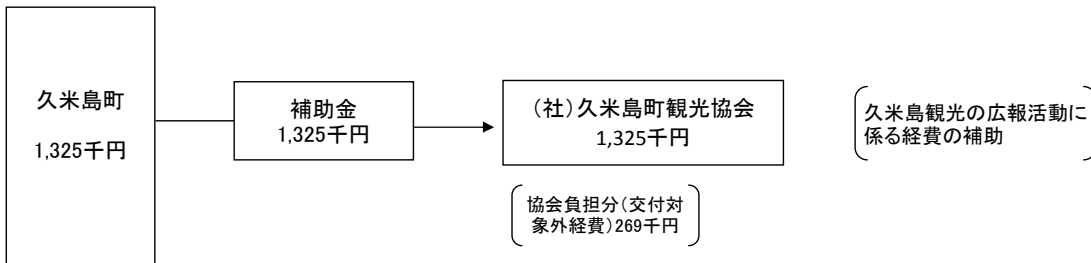 久米島町
1,325千円
補助金
1,325千円
(社)久米島町観光協会
1,325千円
協会負担分(交付対
象外経費)269千円
久米島観光の広報活動に
係る経費の補助